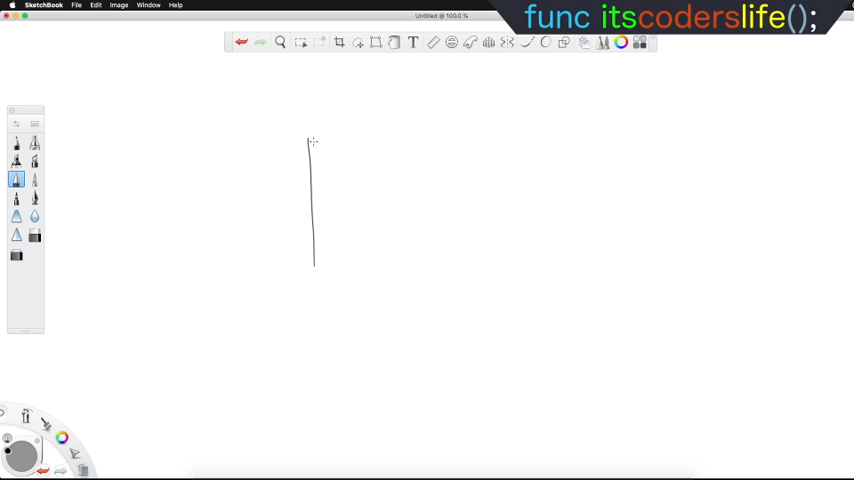 SketchBook File Edit Image Window Help
Untitled @ 100.0 %
func itscoderslife();
T